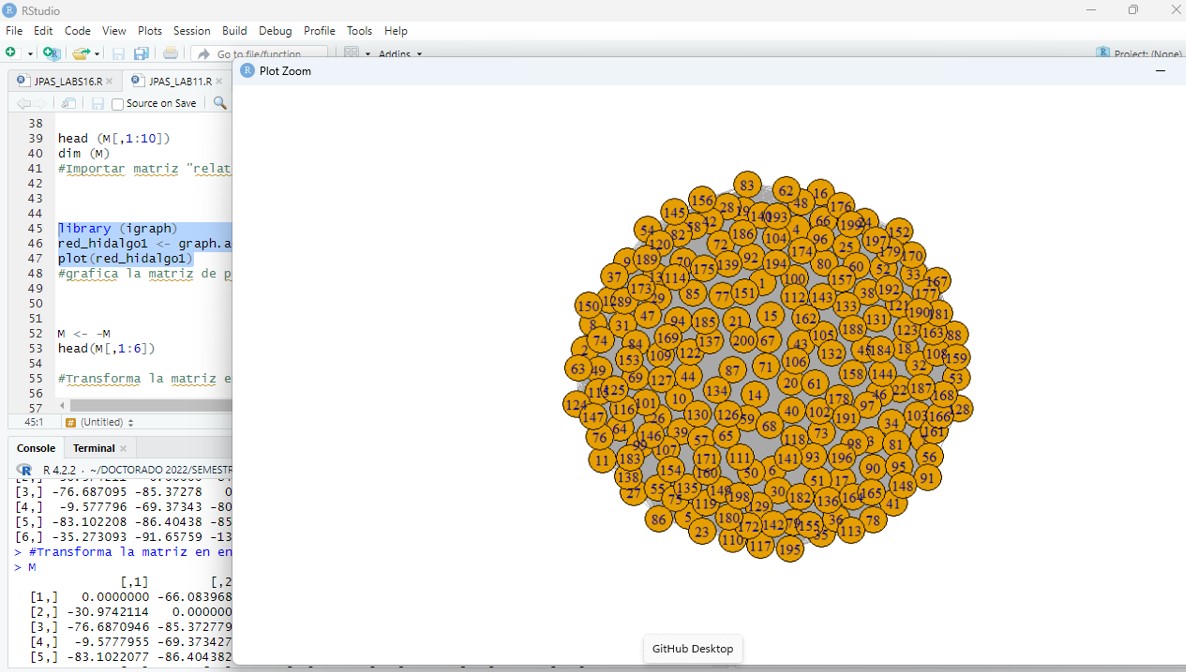 RStudio
File Edit Code View Plots Session Build Debug Profile Tools Help
Go to file/function Addins Project: (None)
JPAS_LABS16.R JPAS_LAB11.R
Plot Zoom
Source on Save
38
39 head (M[,1:10])
40 dim (M)
41 #Importar matriz "relat
42
43
44
45 library (igraph)
46 red_hidalgo1 <- graph.a
47 plot(red_hidalgo1)
48 #grafica la matriz de p
49
50
51
52 M <- -M
53 head(M[,1:6])
54
55 #Transforma la matriz e
56
57
45:1 (Untitled)
Console Terminal
R 4.2.2 · ~/DOCTORADO 2022/SEMESTR
[3,] -76.687095 -85.37278 0
[4,] -9.577796 -69.37343 -80
[5,] -83.102208 -86.40438 -85
[6,] -35.273093 -91.65759 -13
> #Transforma la matriz en en
> M
[,1] [,2
[1,] 0.0000000 -66.083968
[2,] -30.9742114 0.000000
[3,] -76.6870946 -85.372779
[4,] -9.5777955 -69.373427
[5,] -83.1022077 -86.404382
83 62 16
156 28 48 176
145 193 66 199
54 58 42 186 104 4 96 197 152
120 82 72 174 25 179 170
189 70 175 139 92 194 80 60 52 33
37 114 100 157 192 167
173 29 85 77 151 1 112 143 38 177
150 133 190 181
8 31 47 94 185 21 15 162 131 123 163 88
74 84 169 137 200 67 43 105 188
153 109 122 106 132 184 18 108 159
63 49 69 127 44 87 71 158 144 32 53
125 134 20 61 46 22 187 168
124 116 101 10 14 178 97 128
147 26 130 126 59 40 102 191 34 103 166
76 64 146 39 57 65 68 118 73 98 3 81 161
11 183 107 171 111 141 93 196 56
138 154 160 50 6 90 95 91
27 55 135 149 198 30 51 17 148
75 119 129 182 136 164 165 41
86 5 180 172 142 155 36 78
23 110 117 195 35 113
GitHub Desktop